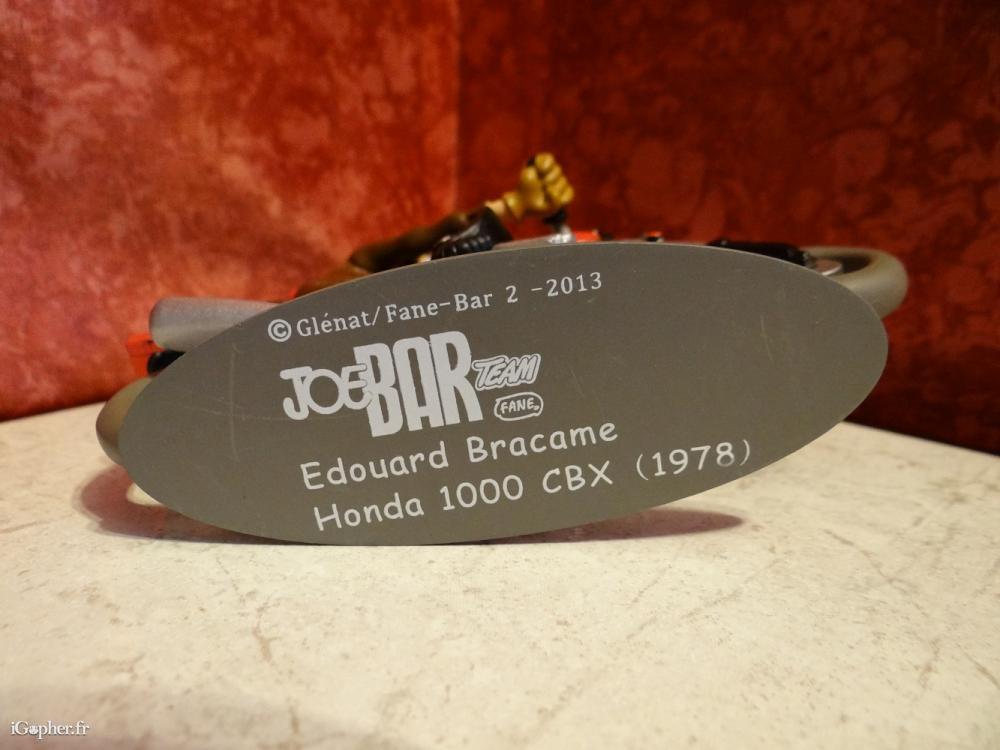 © Glénat/Fane-Bar 2 -2013
JOE BAR TEAM
FANE.
Edouard Bracame
Honda 1000 CBX (1978)
iGopher.fr